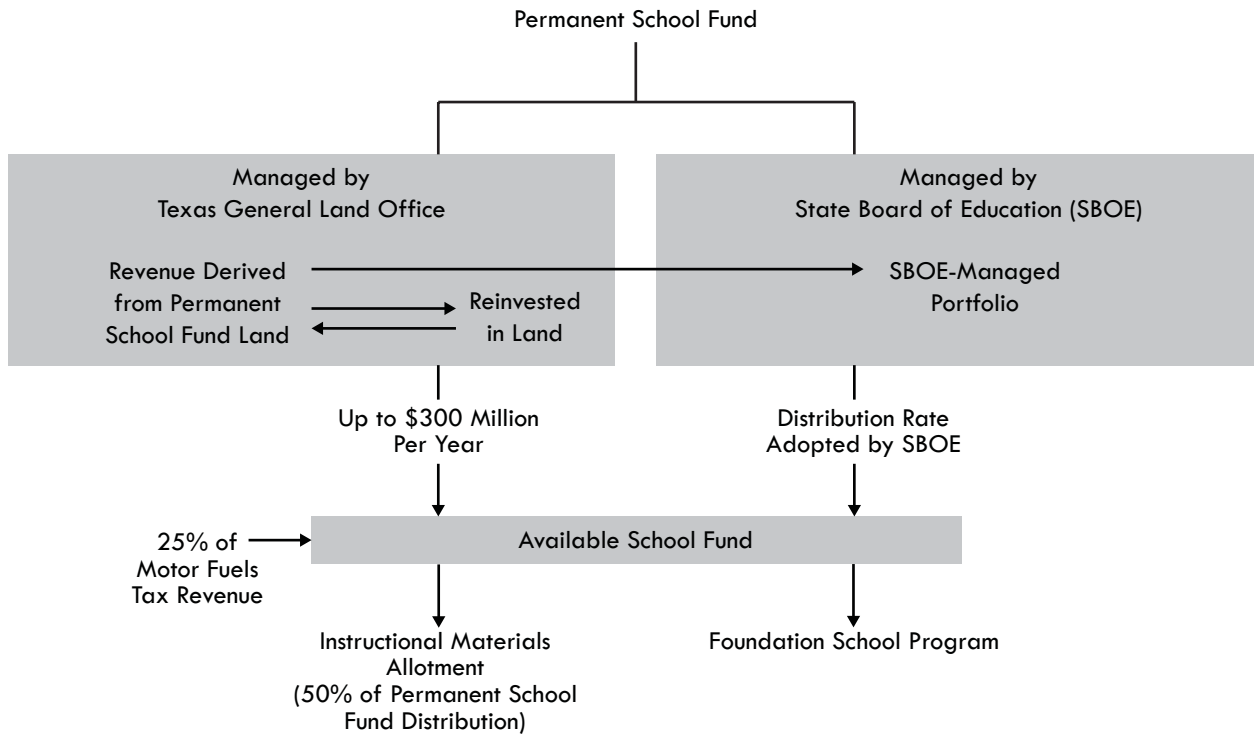 Permanent School Fund
Managed by
Texas General Land Office
Revenue Derived
from Permanent
School Fund Land
Reinvested
in Land
Managed by
State Board of Education (SBOE)
SBOE-Managed
Portfolio
Up to $300 Million
Per Year
Distribution Rate
Adopted by SBOE
25% of
Motor Fuels
Tax Revenue
Available School Fund
Instructional Materials
Allotment
(50% of Permanent School
Fund Distribution)
Foundation School Program